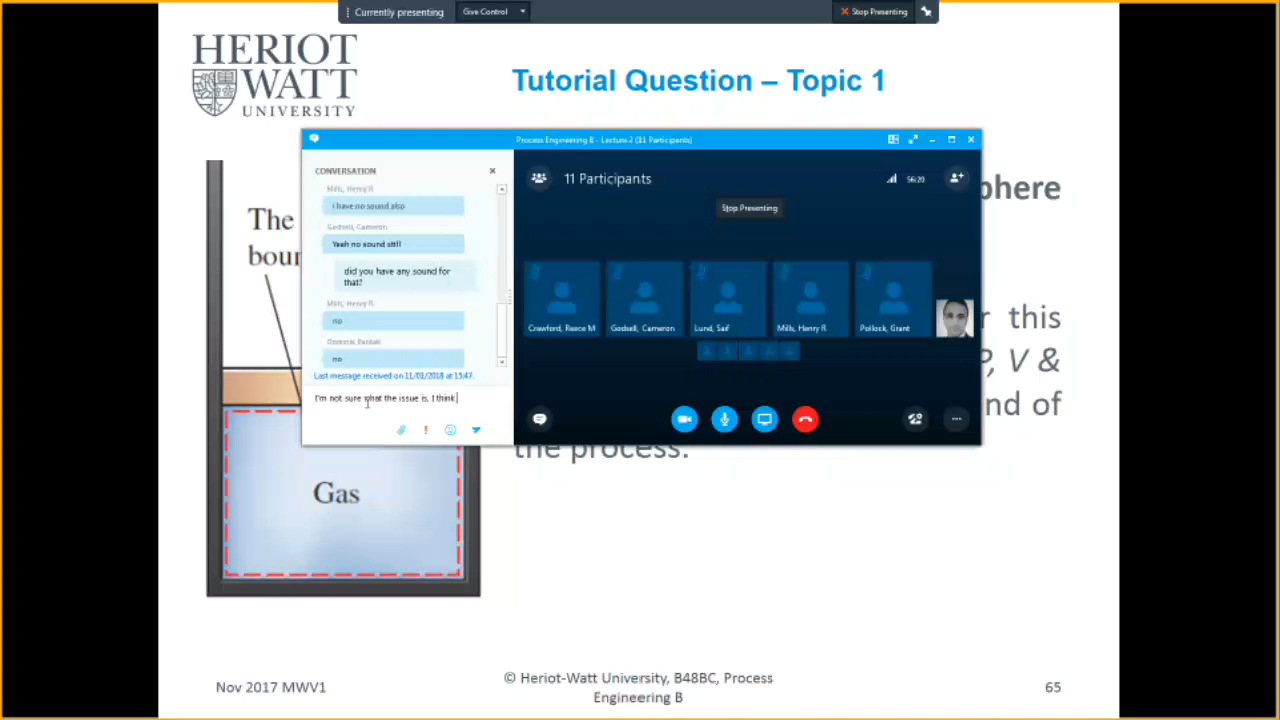 Currently presenting
Give Control
Stop Presenting
HERIOT
WATT
UNIVERSITY
Tutorial Question – Topic 1
Process Engineering B - Lecture 2 (11 Participants)
CONVERSATION
Mills, Henry R
i have no sound also
Godsell, Cameron
Yeah no sound still
did you have any sound for
that?
Mills, Henry R
no
no
Last message received on 11/01/2018 at 15:47.
I'm not sure what the issue is, I think
11 Participants
56:20
Stop Presenting
Crawford, Reece M
Godsell, Cameron
Lund, Saif
Mills, Henry R
Pollock, Grant
The
phere
r this
P, V &
nd of
the process.
Gas
Nov 2017 MWV1
© Heriot-Watt University, B48BC, Process
Engineering B
65